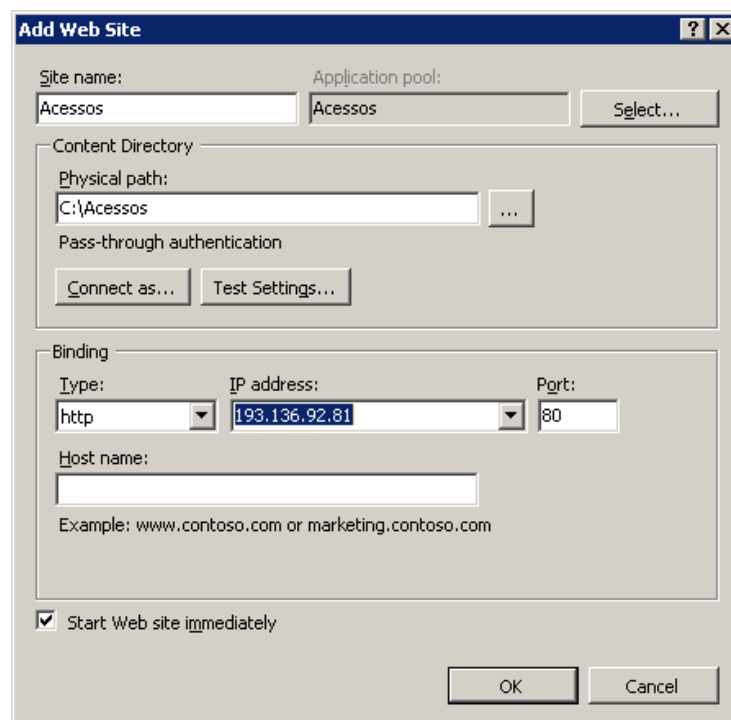 Add Web Site
Site name: Application pool:
Acessos Acessos Select...
Content Directory
Physical path:
C:\Acessos ...
Pass-through authentication
Connect as... Test Settings...
Binding
Type: IP address: Port:
http 193.136.92.81 80
Host name:
Example: www.contoso.com or marketing.contoso.com
Start Web site immediately
OK Cancel